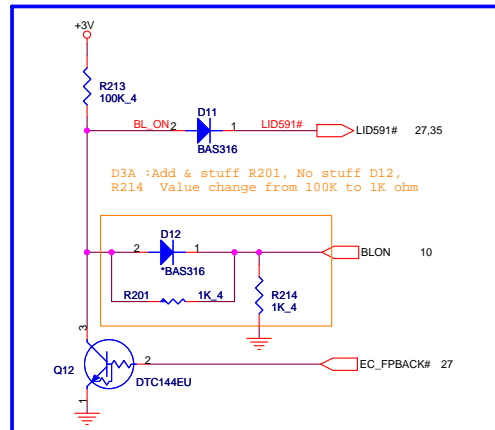 +3V
R213
100K_4
D11
BL_ON 2 1 LID591#
LID591# 27,35
BAS316
D3A :Add & stuff R201, No stuff D12,
R214 Value change from 100K to 1K ohm
D12
2 1
BLON 10
*BAS316
R201 1K_4
R214
1K_4
3
Q12
2
EC_FPBACK# 27
DTC144EU
1